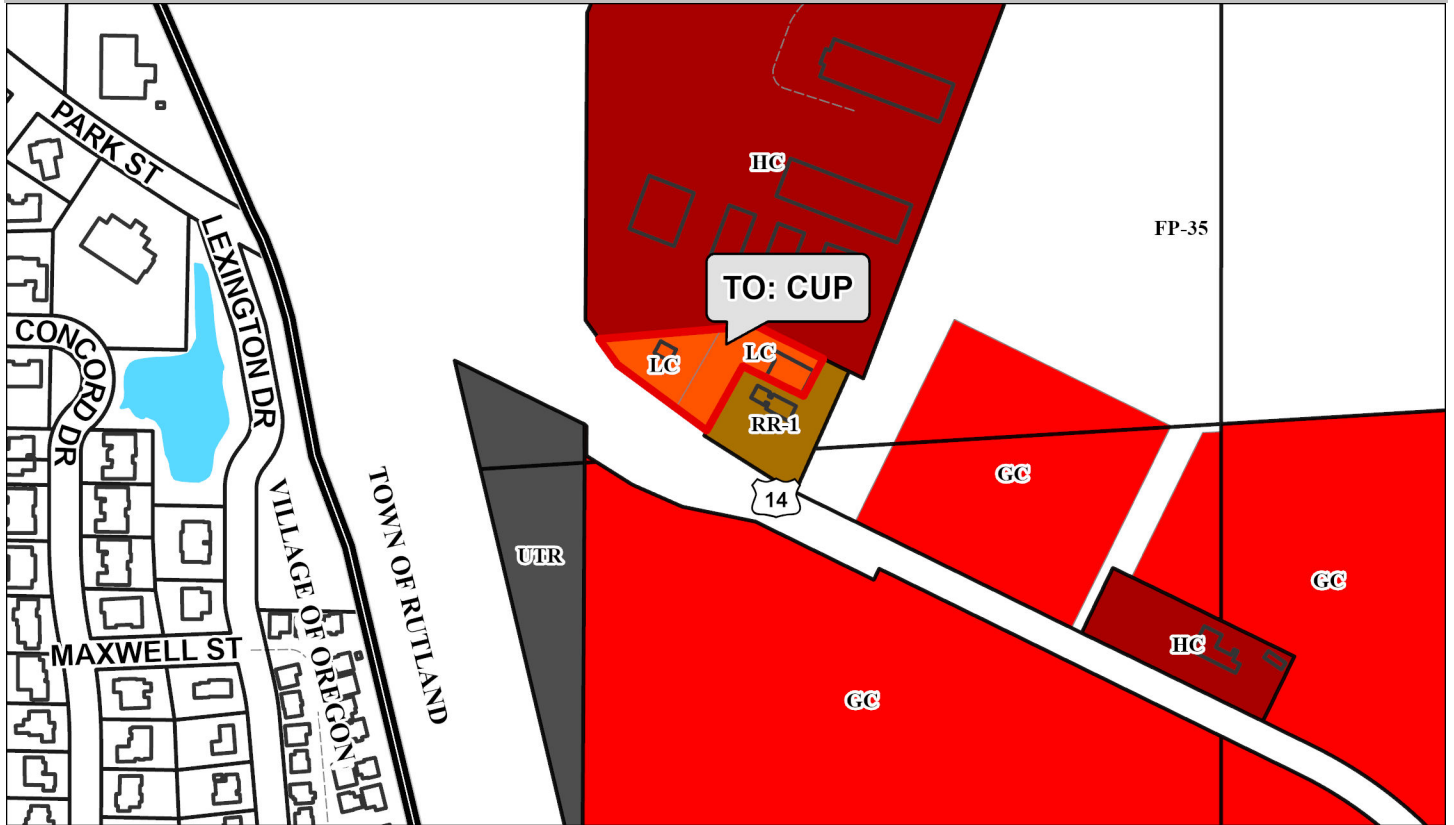 PARK ST
HC
FP-35
LEXINGTON DR
TO: CUP
CONCORD DR
LC
LC
RR-1
GC
14
VILLAGE OF OREGON
TOWN OF RUTLAND
UTR
GC
MAXWELL ST
HC
GC